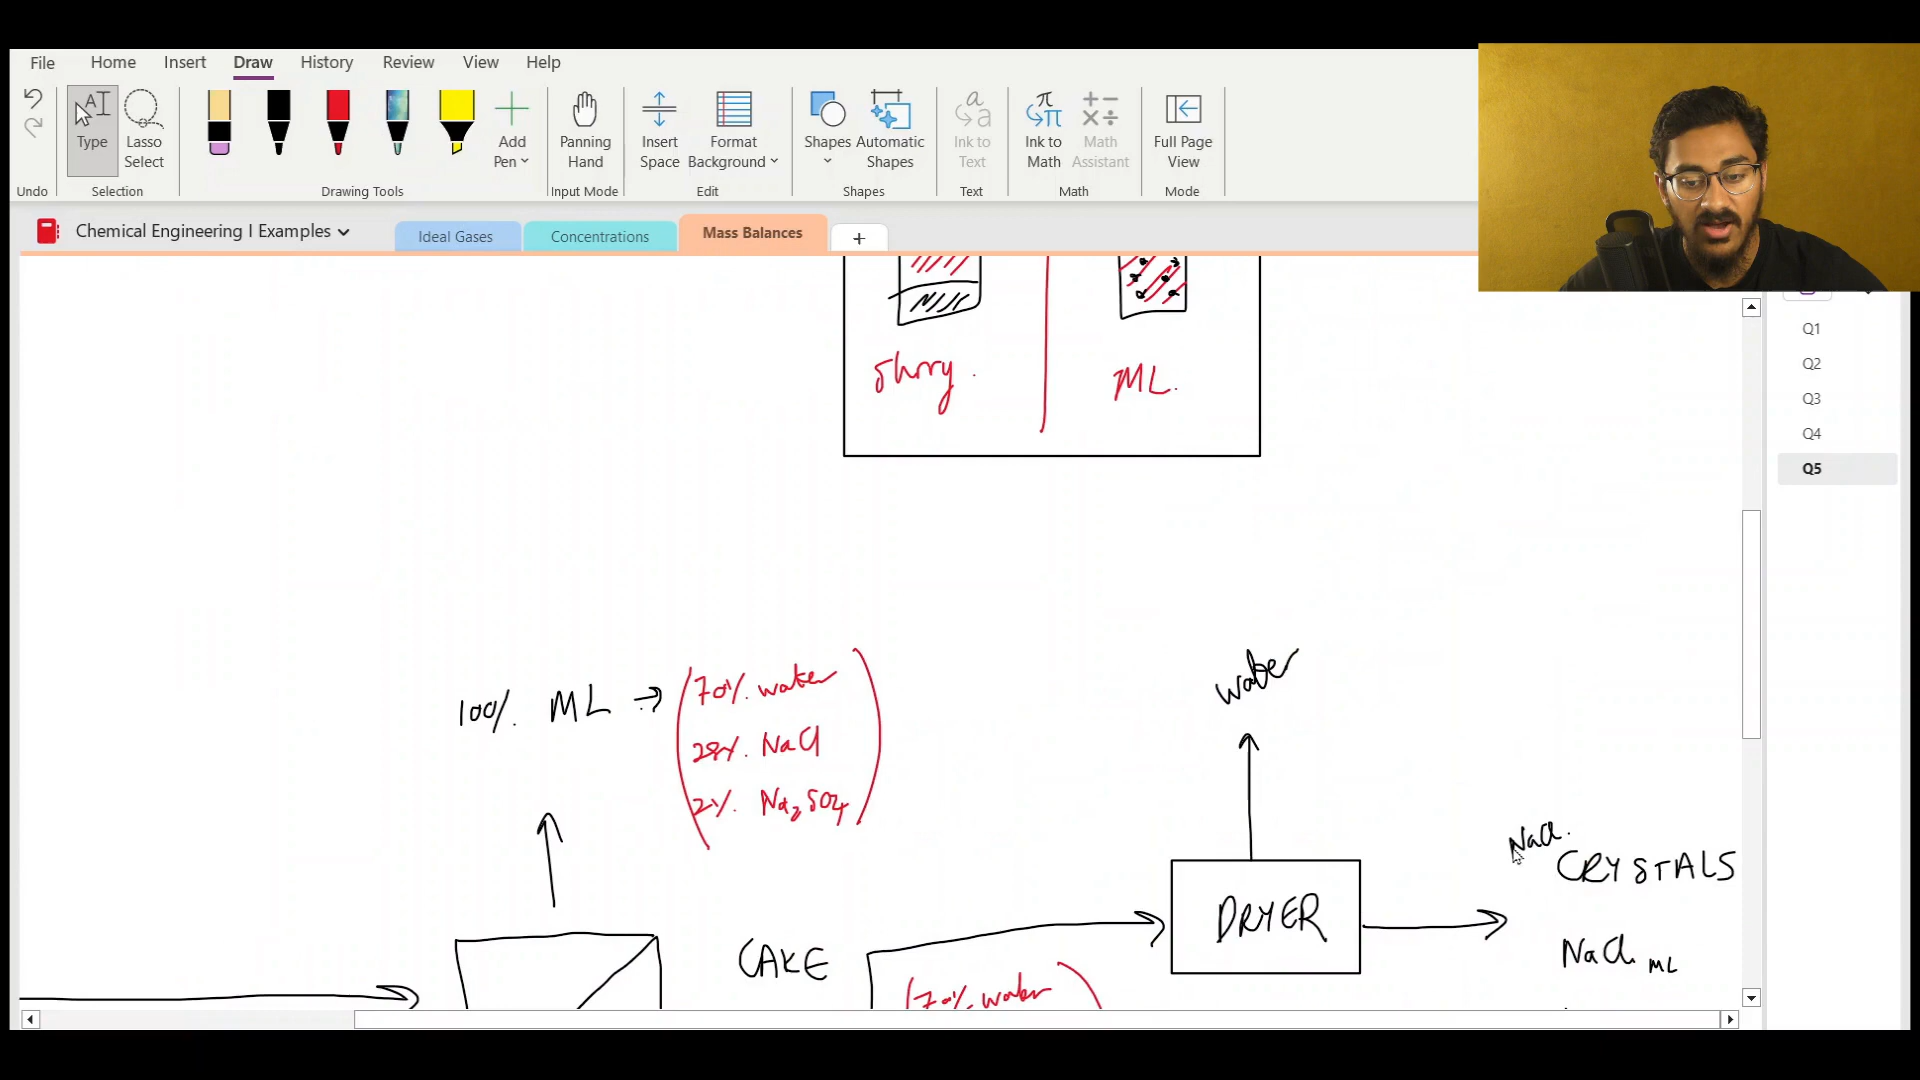 File Home Insert Draw History Review View Help
Type
Lasso Select
Add Pen
Panning Hand
Insert Space
Format Background
Shapes
Automatic Shapes
Ink to Text
Ink to Math
Math Assistant
Full Page View
Undo Selection Drawing Tools Input Mode Edit Shapes Text Math Mode
Chemical Engineering I Examples
Ideal Gases Concentrations Mass Balances +
Q1
Q2
Q3
Q4
Q5
Slurry.
ML.
100%. ML → 70%. water
28%. NaCl
2%. Na2SO4
water
DRYER
NaCl.
CRYSTALS
NaCl ML
CAKE
70%. water